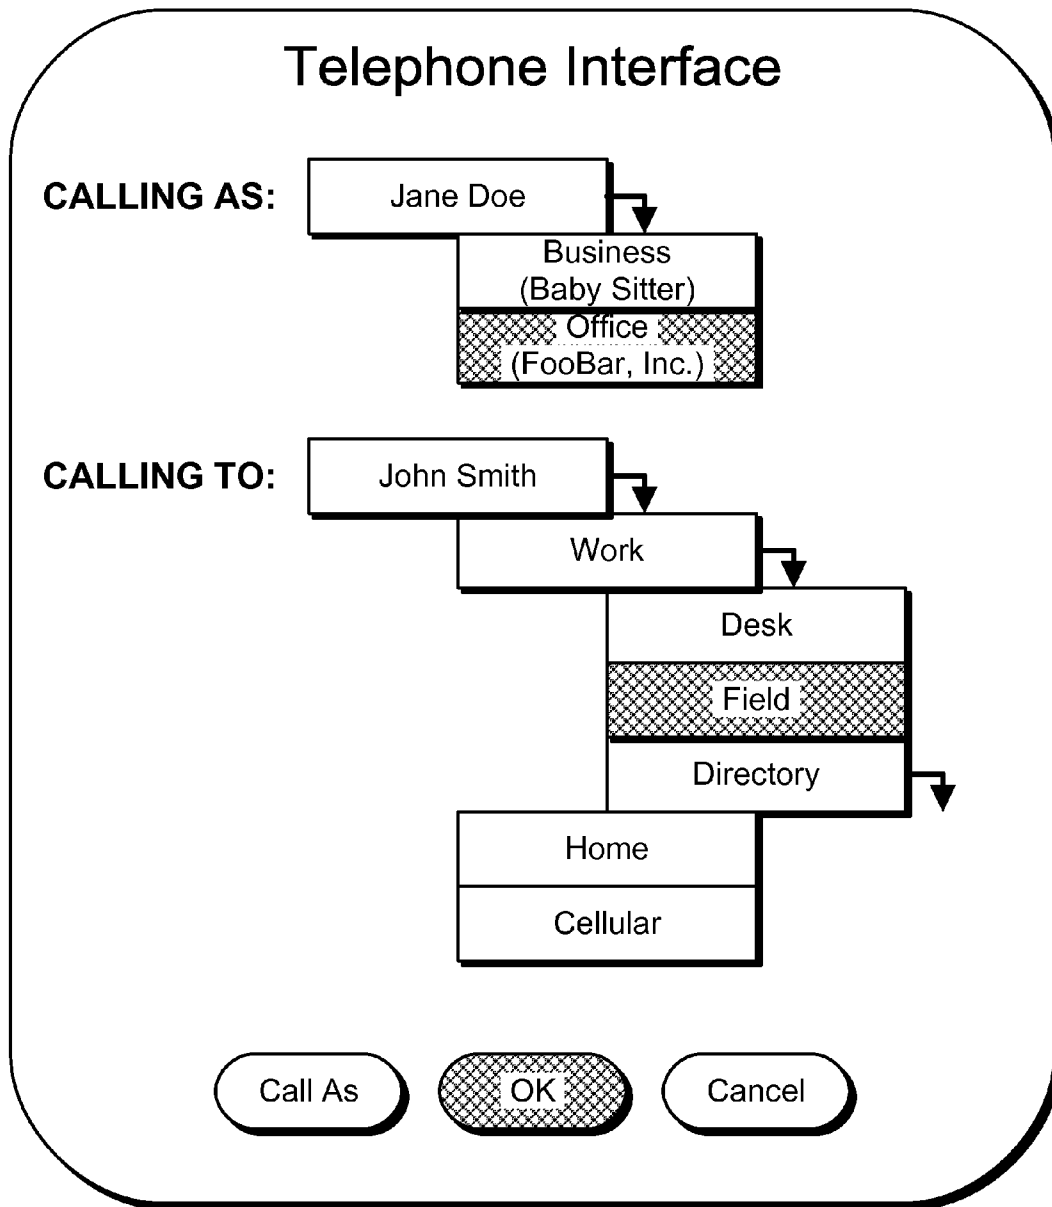 Telephone Interface
CALLING AS:
Jane Doe
Business
(Baby Sitter)
Office
(FooBar, Inc.)
CALLING TO:
John Smith
Work
Desk
Field
Directory
Home
Cellular
Call As
OK
Cancel